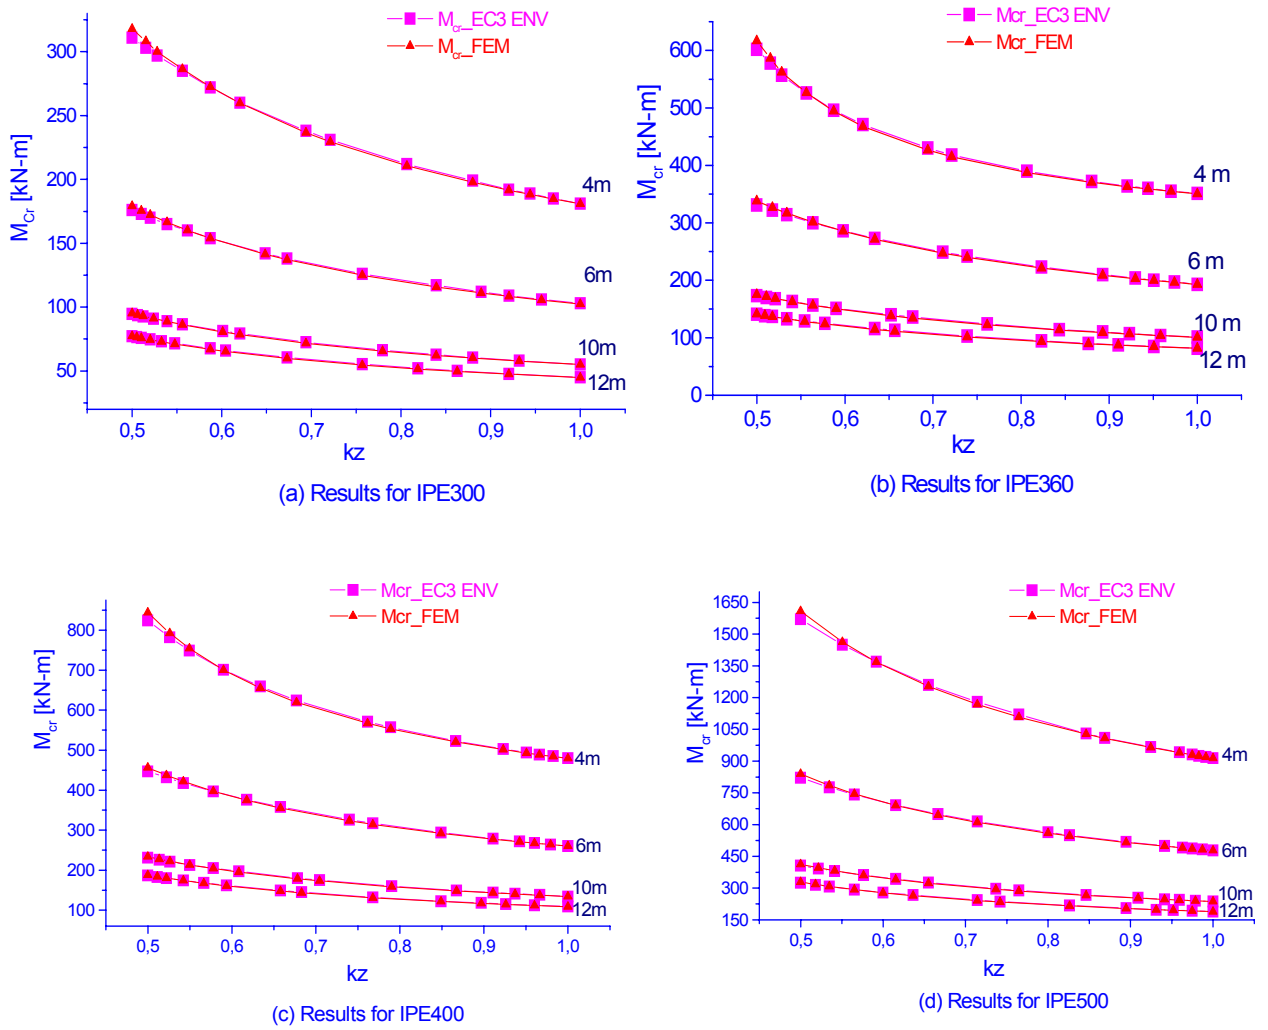 M_cr_EC3 ENV
M_cr_FEM
300
250
200
150
100
50
M_Cr [kN-m]
4m
6m
10m
12m
0,5 0,6 0,7 0,8 0,9 1,0
kz
(a) Results for IPE300
Mcr_EC3 ENV
Mcr_FEM
600
500
400
300
200
100
0
M_cr [kN-m]
4 m
6 m
10 m
12 m
0,5 0,6 0,7 0,8 0,9 1,0
kz
(b) Results for IPE360
Mcr_EC3 ENV
Mcr_FEM
800
700
600
500
400
300
200
100
M_cr [kN-m]
4m
6m
10m
12m
0,5 0,6 0,7 0,8 0,9 1,0
kz
(c) Results for IPE400
Mcr_EC3 ENV
Mcr_FEM
1650
1500
1350
1200
1050
900
750
600
450
300
150
M_cr [kN-m]
4m
6m
10m
12m
0,5 0,6 0,7 0,8 0,9 1,0
kz
(d) Results for IPE500